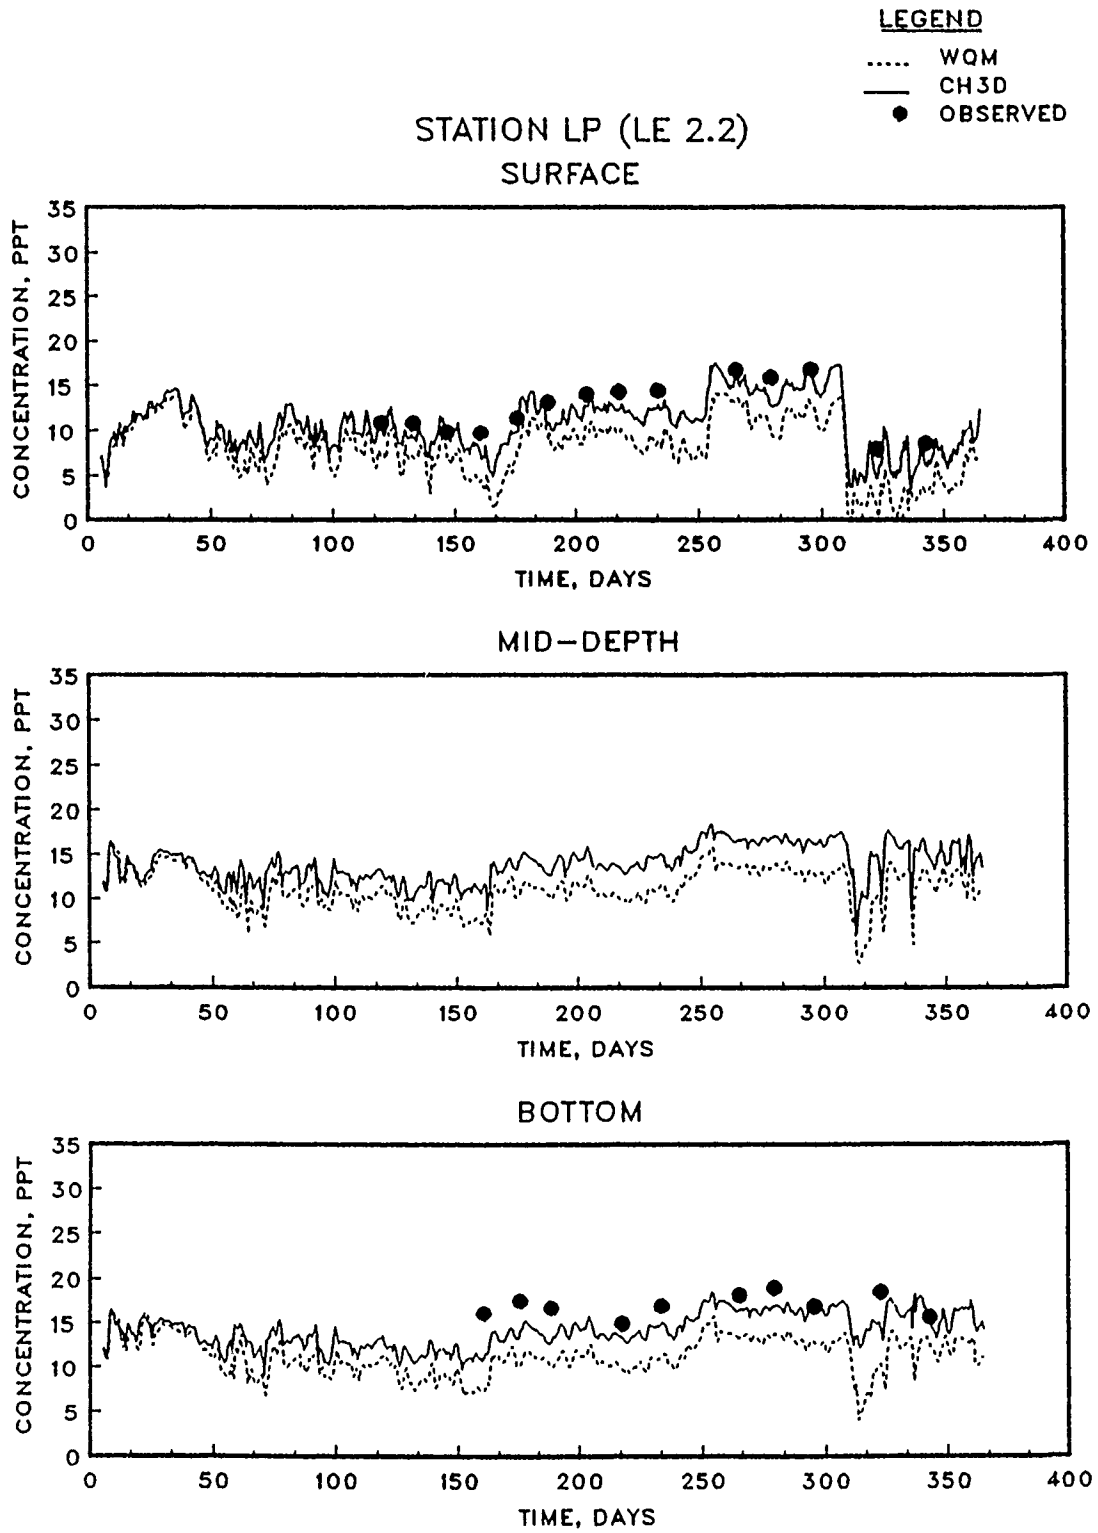 LEGEND
WQM
CH3D
OBSERVED
STATION LP (LE 2.2)
SURFACE
CONCENTRATION, PPT
35
30
25
20
15
10
5
0
0 50 100 150 200 250 300 350 400
TIME, DAYS
MID-DEPTH
CONCENTRATION, PPT
35
30
25
20
15
10
5
0
0 50 100 150 200 250 300 350 400
TIME, DAYS
BOTTOM
CONCENTRATION, PPT
35
30
25
20
15
10
5
0
0 50 100 150 200 250 300 350 400
TIME, DAYS